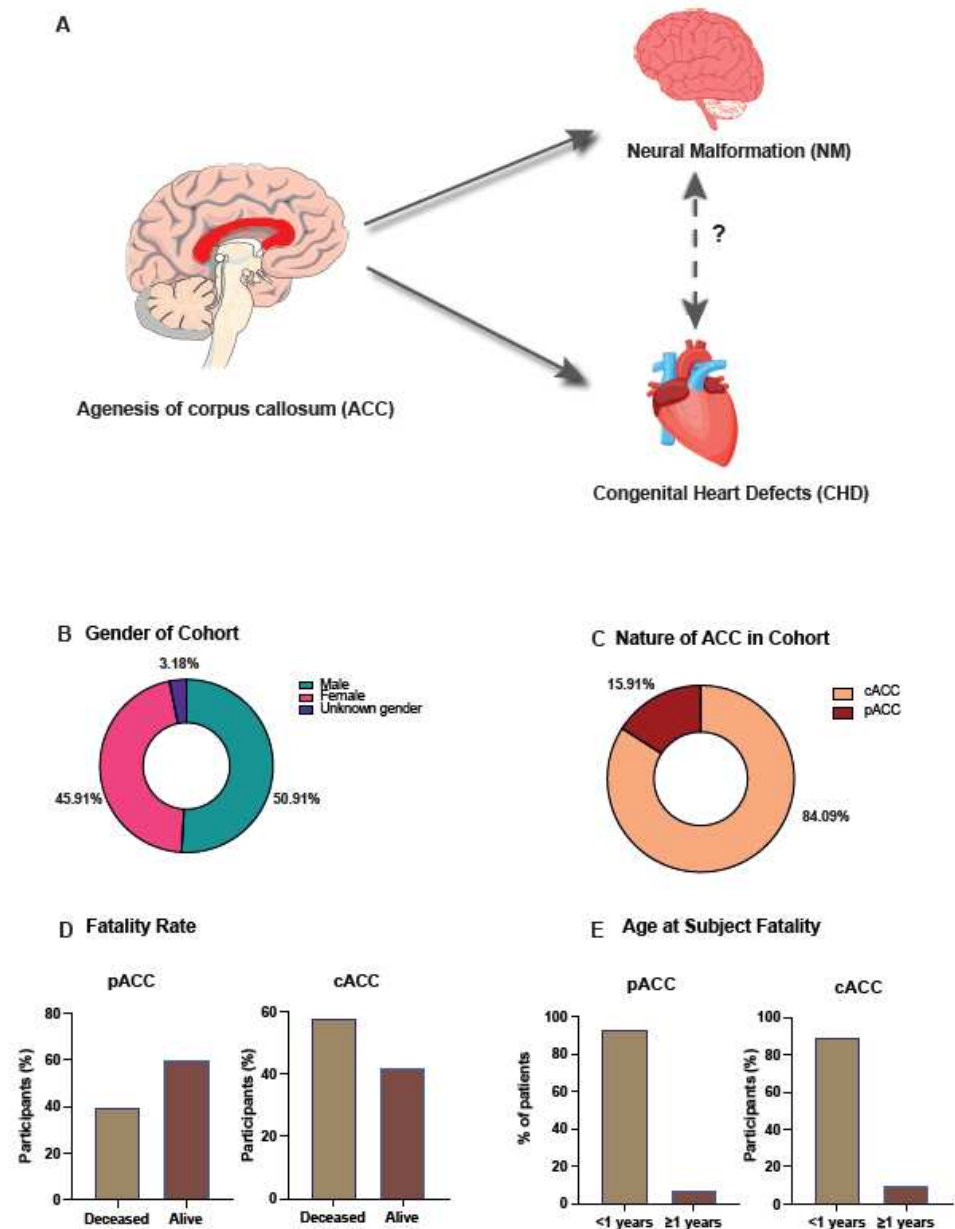 A
Neural Malformation (NM)
?
Agenesis of corpus callosum (ACC)
Congenital Heart Defects (CHD)
B Gender of Cohort
3.18%
Male
Female
Unknown gender
45.91%
50.91%
C Nature of ACC in Cohort
15.91%
cACC
pACC
84.09%
D Fatality Rate
pACC
80
60
40
20
0
Participants (%)
Deceased Alive
cACC
60
40
20
0
Participants (%)
Deceased Alive
E Age at Subject Fatality
pACC
100
80
60
40
20
0
% of patients
<1 years ≥1 years
cACC
100
80
60
40
20
0
Participants (%)
<1 years ≥1 years